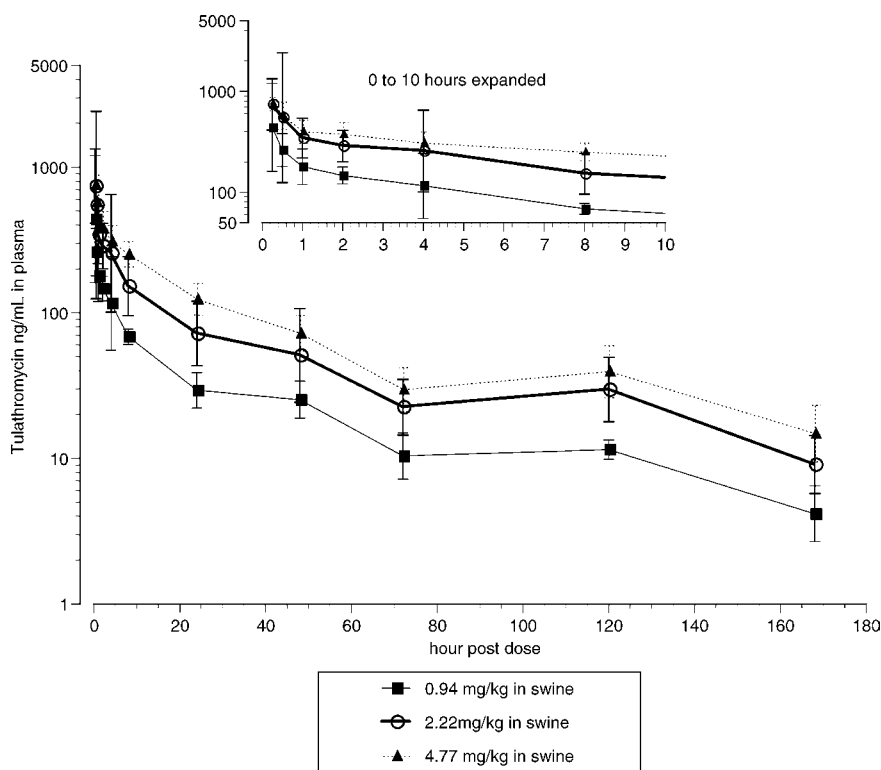 5000
1000
100
50
0 to 10 hours expanded
0 1 2 3 4 5 6 7 8 9 10
5000
1000
100
10
1
Tulathromycin ng/mL in plasma
0 20 40 60 80 100 120 140 160 180
hour post dose
0.94 mg/kg in swine
2.22mg/kg in swine
4.77 mg/kg in swine